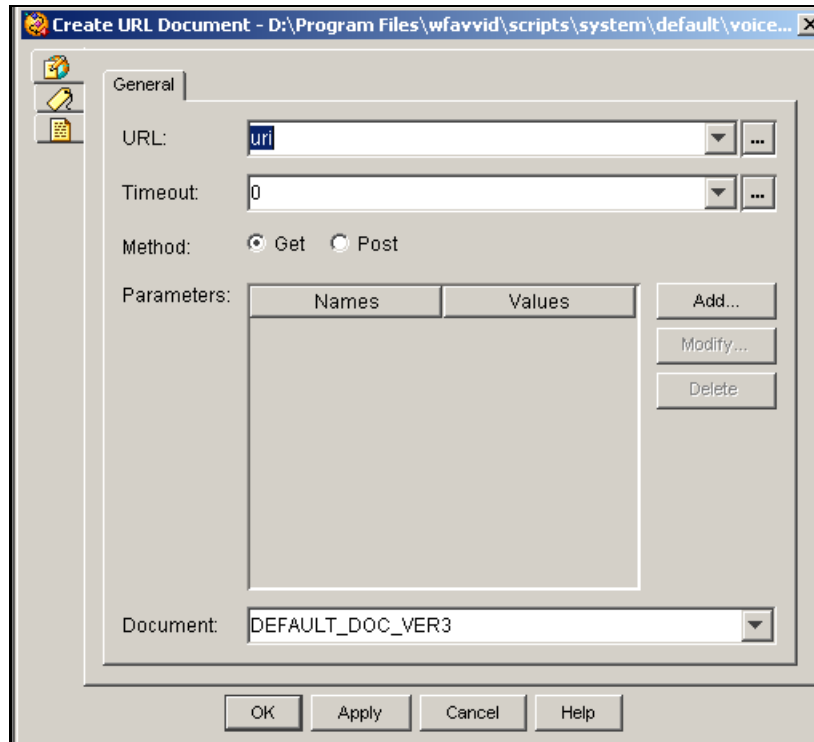 Create URL Document - D:\Program Files\wfavvid\scripts\system\default\voice...
General
URL: uri ...
Timeout: 0 ...
Method: Get Post
Parameters: Names Values Add...
Modify...
Delete
Document: DEFAULT_DOC_VER3
OK Apply Cancel Help